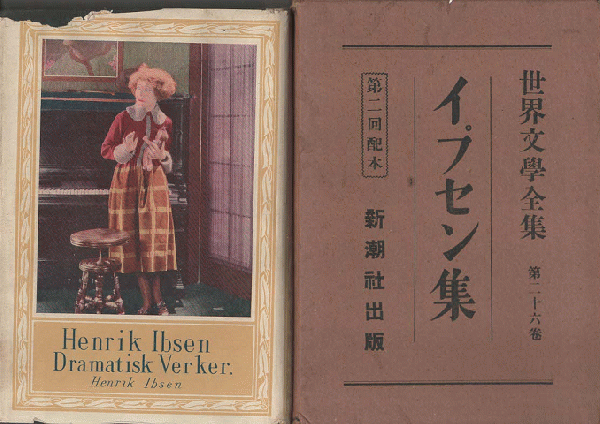 Henrik Ibsen
Dramatisk Verker.
Henrik Ibsen
世界文學全集 第二十六卷
イプセン集
第二回配本
新潮社出版